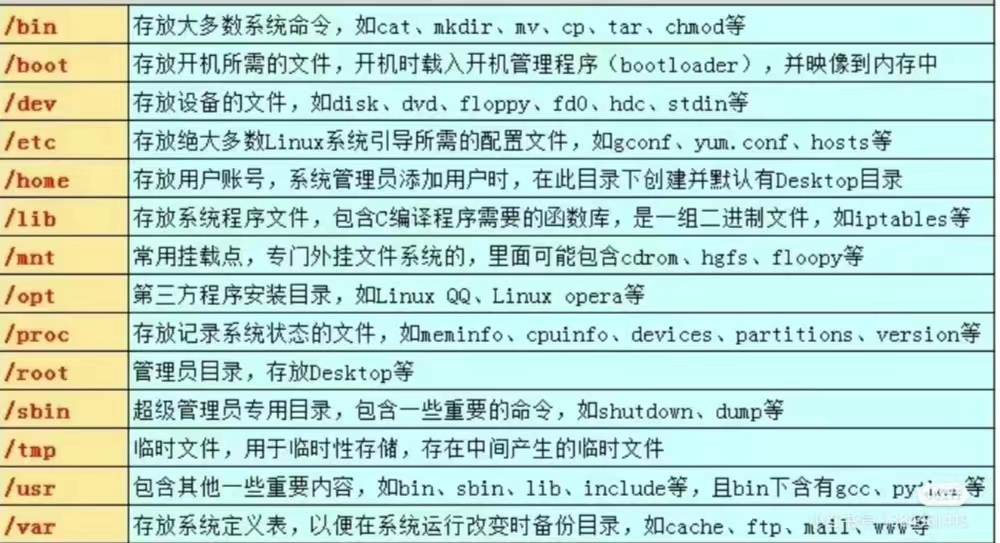 /bin 存放大多数系统命令，如cat、mkdir、mv、cp、tar、chmod等
/boot 存放开机所需的文件，开机时载入开机管理程序（bootloader），并映像到内存中
/dev 存放设备的文件，如disk、dvd、floppy、fd0、hdc、stdin等
/etc 存放绝大多数Linux系统引导所需的配置文件，如gconf、yum.conf、hosts等
/home 存放用户账号，系统管理员添加用户时，在此目录下创建并默认有Desktop目录
/lib 存放系统程序文件，包含C编译程序需要的函数库，是一组二进制文件，如iptables等
/mnt 常用挂载点，专门外挂文件系统的，里面可能包含cdrom、hgfs、floopy等
/opt 第三方程序安装目录，如Linux QQ、Linux opera等
/proc 存放记录系统状态的文件，如meminfo、cpuinfo、devices、partitions、version等
/root 管理员目录，存放Desktop等
/sbin 超级管理员专用目录，包含一些重要的命令，如shutdown、dump等
/tmp 临时文件，用于临时性存储，存在中间产生的临时文件
/usr 包含其他一些重要内容，如bin、sbin、lib、include等，且bin下含有gcc、等
/var 存放系统定义表，以便在系统运行改变时备份目录，如cache、ftp、mail、www等